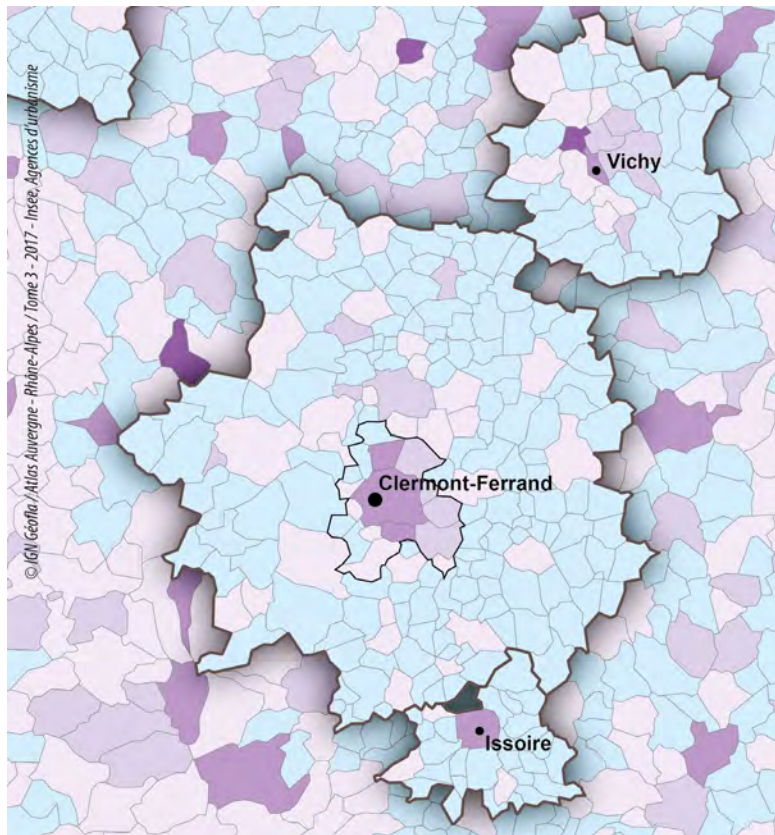 © IGN Géofla / Atlas Auvergne - Rhône-Alpes / Tome 3 - 2017 - Insee, Agences d'urbanisme
Vichy
Clermont-Ferrand
Issoire